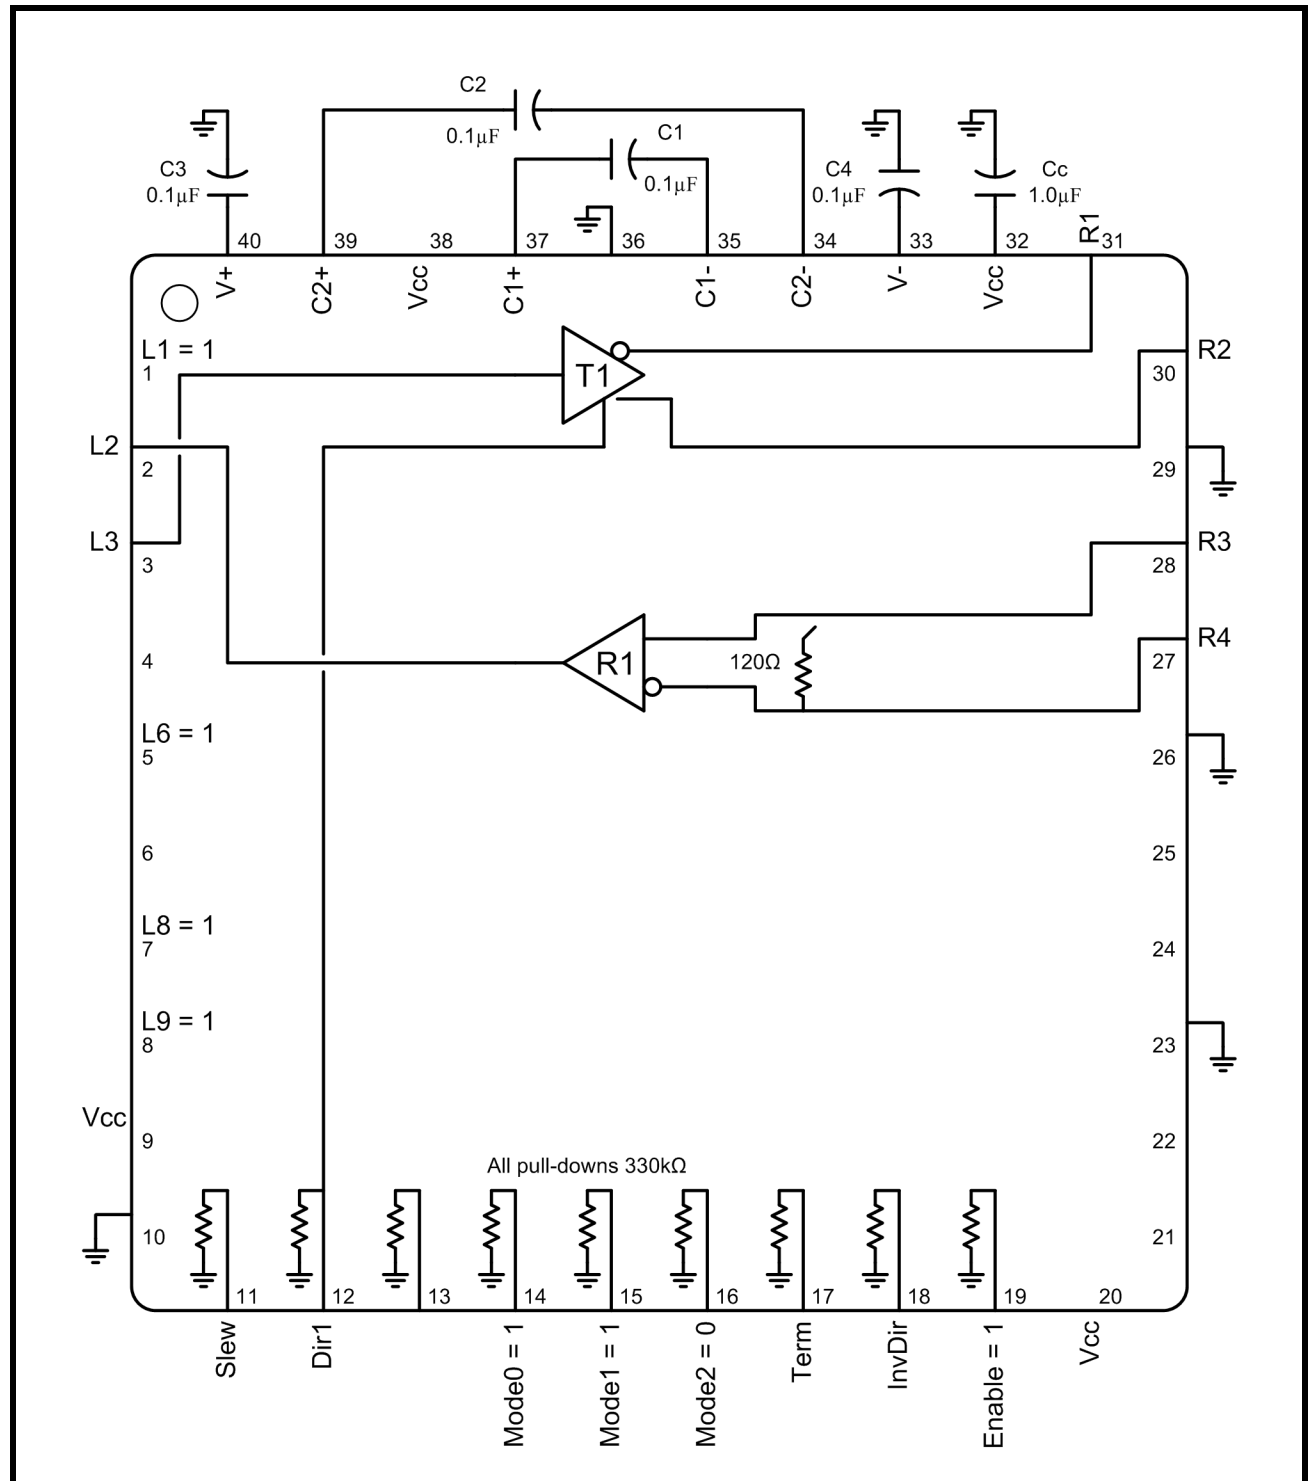 C2
0.1µF
C1
0.1µF
C3
0.1µF
C4
0.1µF
Cc
1.0µF
40
39
38
37
36
35
34
33
32
R1
31
V+
C2+
Vcc
C1+
C1-
C2-
V-
Vcc
L1 = 1
1
T1
R2
30
L2
2
29
L3
3
R3
28
4
R1
120Ω
R4
27
L6 = 1
5
26
6
25
L8 = 1
7
24
L9 = 1
8
23
Vcc
9
22
All pull-downs 330kΩ
10
21
11
12
13
14
15
16
17
18
19
20
Slew
Dir1
Mode0 = 1
Mode1 = 1
Mode2 = 0
Term
InvDir
Enable = 1
Vcc